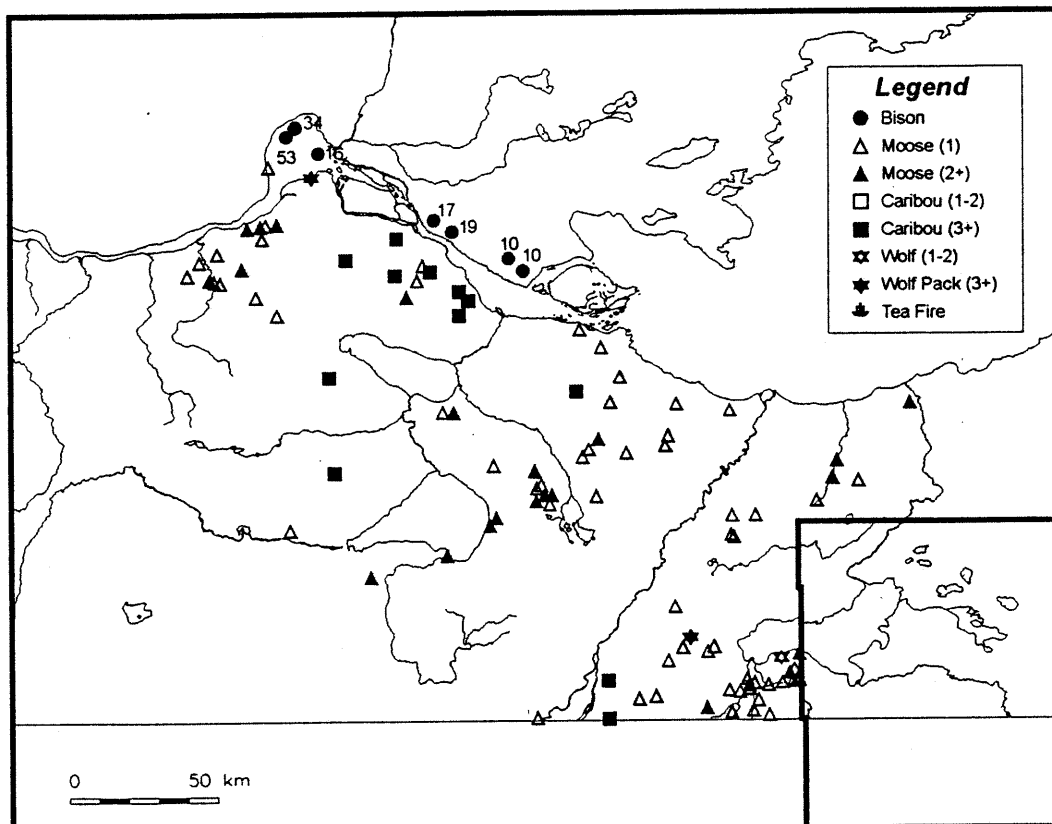 Legend
Bison
Moose (1)
Moose (2+)
Caribou (1-2)
Caribou (3+)
Wolf (1-2)
Wolf Pack (3+)
Tea Fire
34
53
17
19
10
10
0 50 km